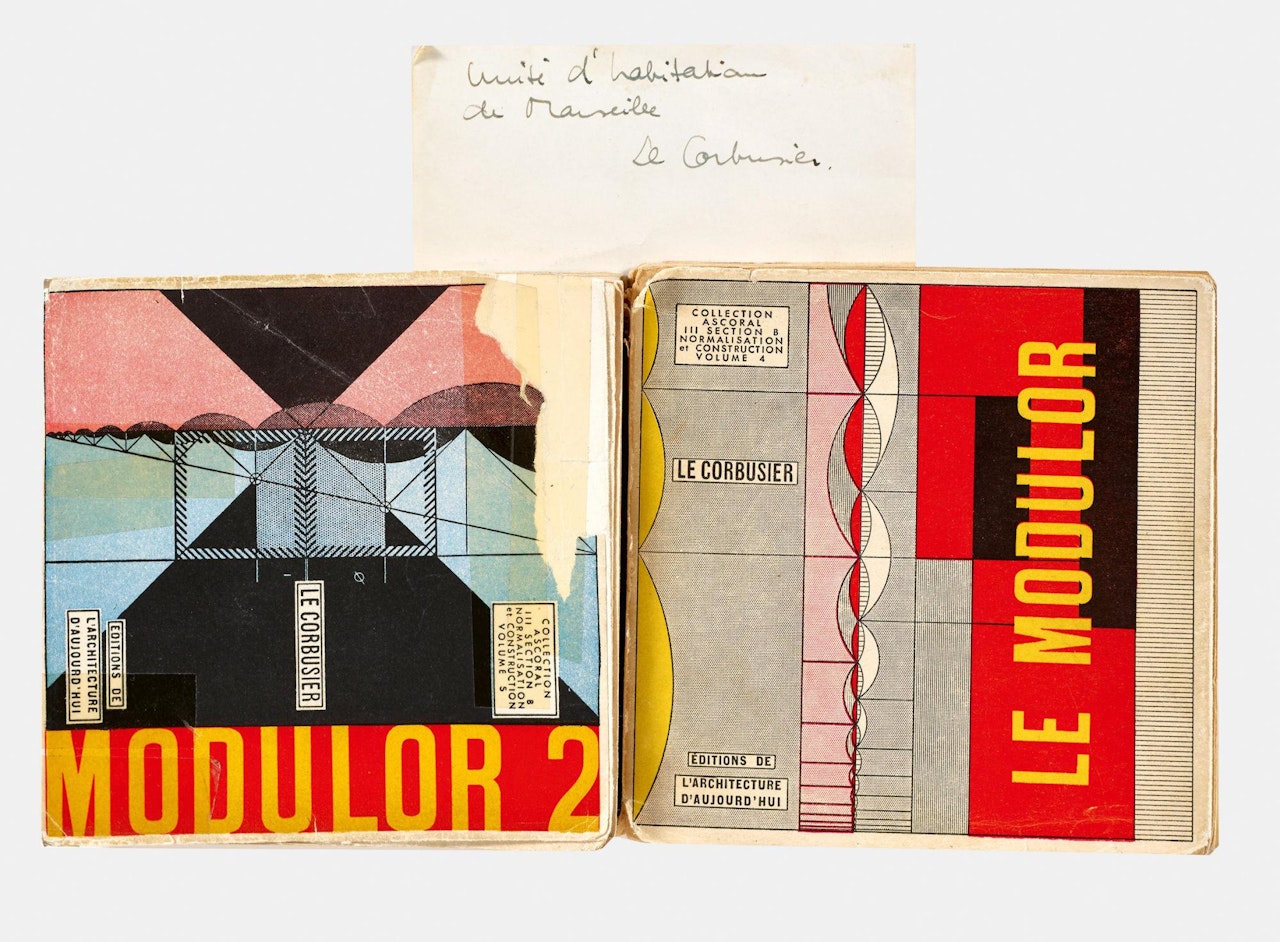 Unité d'habitation
de Marseille
Le Corbusier.
EDITIONS DE
L'ARCHITECTURE
D'AUJOURD'HUI
LE CORBUSIER
COLLECTION
ASCORAL
III SECTION B
NORMALISATION
et CONSTRUCTION
VOLUME 5
MODULOR 2
COLLECTION
ASCORAL
III SECTION B
NORMALISATION
et CONSTRUCTION
VOLUME 4
LE CORBUSIER
LE MODULOR
ÉDITIONS DE
L'ARCHITECTURE
D'AUJOURD'HUI